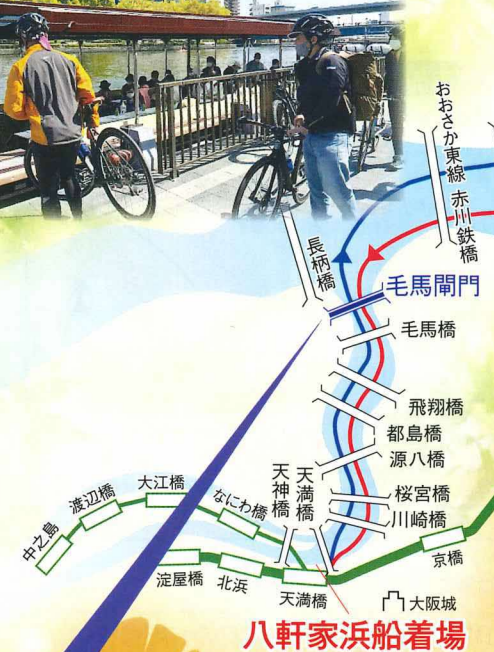 おおさか東線 赤川鉄橋
長柄橋
毛馬閘門
毛馬橋
飛翔橋
都島橋
源八橋
桜宮橋
川崎橋
天満橋
天神橋
なにわ橋
大江橋
渡辺橋
中之島
淀屋橋
北浜
天満橋
京橋
大阪城
八軒家浜船着場